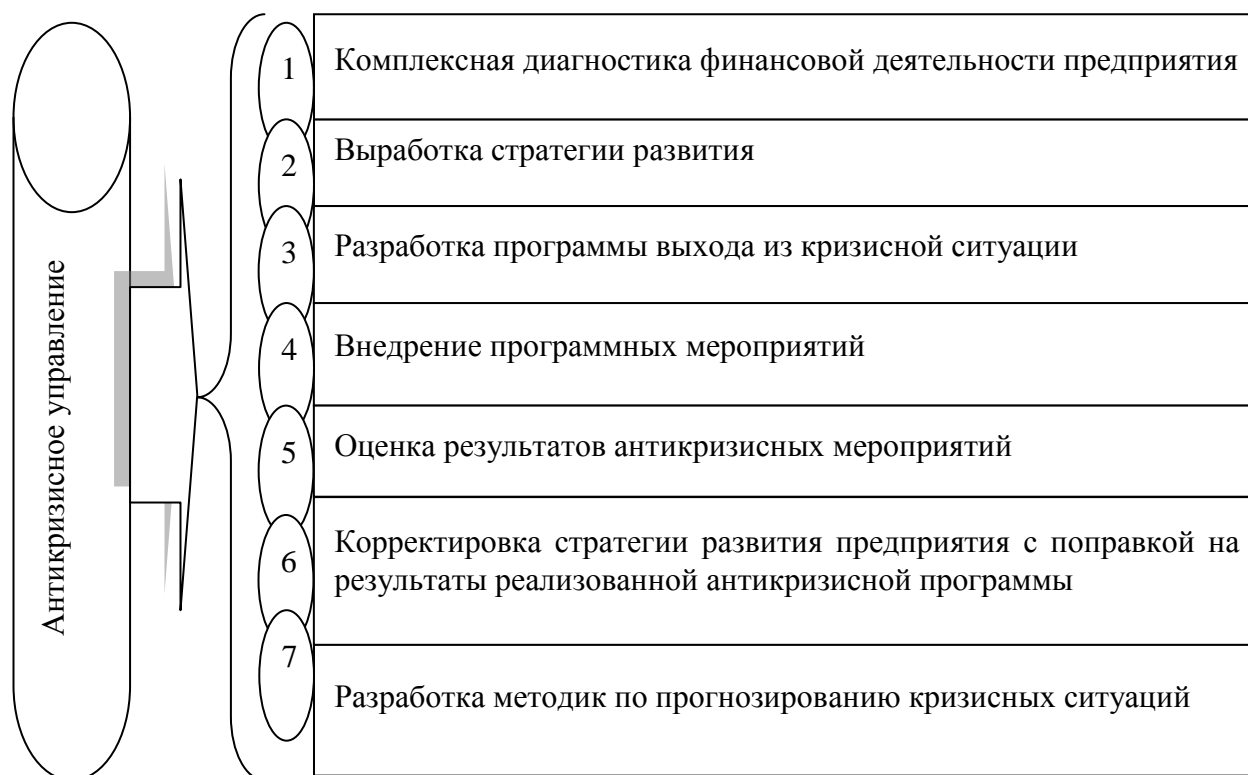 Антикризисное управление
1
Комплексная диагностика финансовой деятельности предприятия
2
Выработка стратегии развития
3
Разработка программы выхода из кризисной ситуации
4
Внедрение программных мероприятий
5
Оценка результатов антикризисных мероприятий
6
Корректировка стратегии развития предприятия с поправкой на
результаты реализованной антикризисной программы
7
Разработка методик по прогнозированию кризисных ситуаций